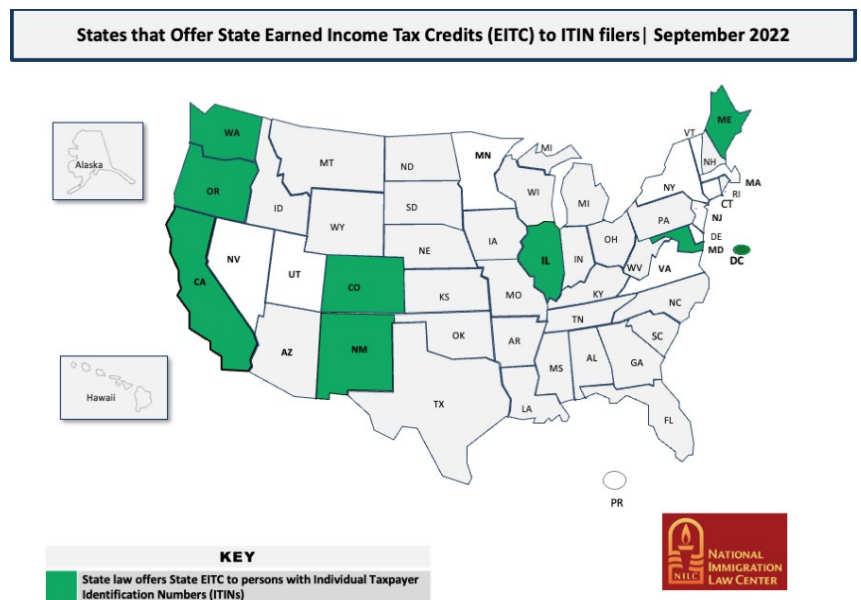 States that Offer State Earned Income Tax Credits (EITC) to ITIN filers| September 2022
WA
MT
ND
MN
MI
VT
ME
NH
Alaska
OR
ID
SD
WI
MI
NY
MA
RI
CT
WY
IA
PA
NJ
NE
OH
DE
NV
UT
IL
IN
MD
CA
CO
WV
VA
DC
KS
MO
KY
NC
AZ
NM
OK
AR
TN
SC
MS
AL
GA
Hawaii
TX
LA
FL
PR
KEY
State law offers State EITC to persons with Individual Taxpayer
Identification Numbers (ITINs)
NILC
NATIONAL
IMMIGRATION
LAW CENTER